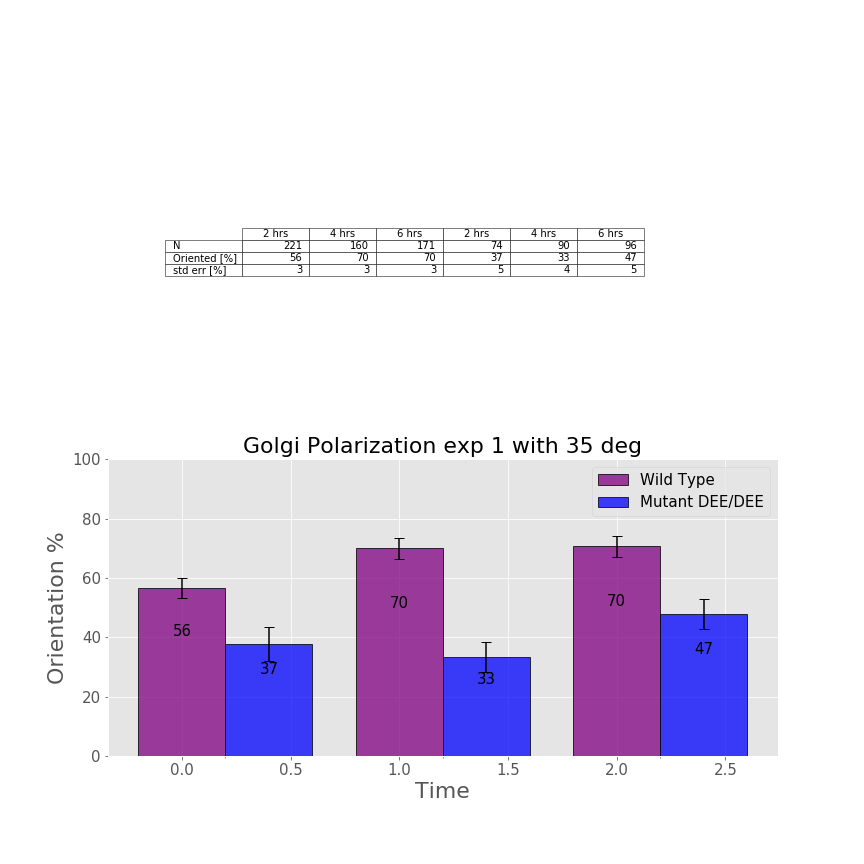 2 hrs 4 hrs 6 hrs 2 hrs 4 hrs 6 hrs
N 221 160 171 74 90 96
Oriented [%] 56 70 70 37 33 47
std err [%] 3 3 3 5 4 5
Golgi Polarization exp 1 with 35 deg
Wild Type
Mutant DEE/DEE
Orientation %
100
80
60
40
20
0
56
37
70
33
70
47
0.0 0.5 1.0 1.5 2.0 2.5
Time